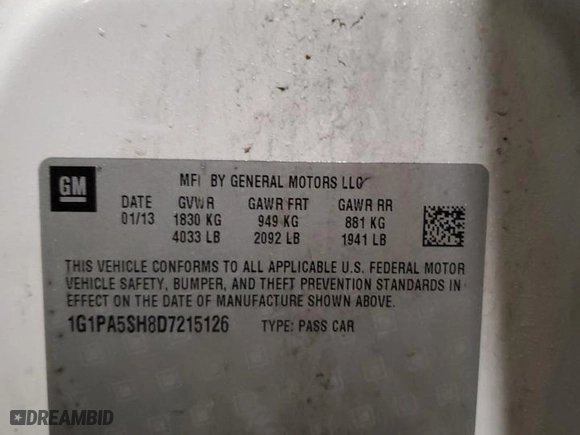 GM
MFD BY GENERAL MOTORS LLC
DATE GVWR GAWR FRT GAWR RR
01/13 1830 KG 949 KG 881 KG
4033 LB 2092 LB 1941 LB
THIS VEHICLE CONFORMS TO ALL APPLICABLE U.S. FEDERAL MOTOR
VEHICLE SAFETY, BUMPER, AND THEFT PREVENTION STANDARDS IN
EFFECT ON THE DATE OF MANUFACTURE SHOWN ABOVE.
1G1PA5SH8D7215126 TYPE: PASS CAR
DREAMBID